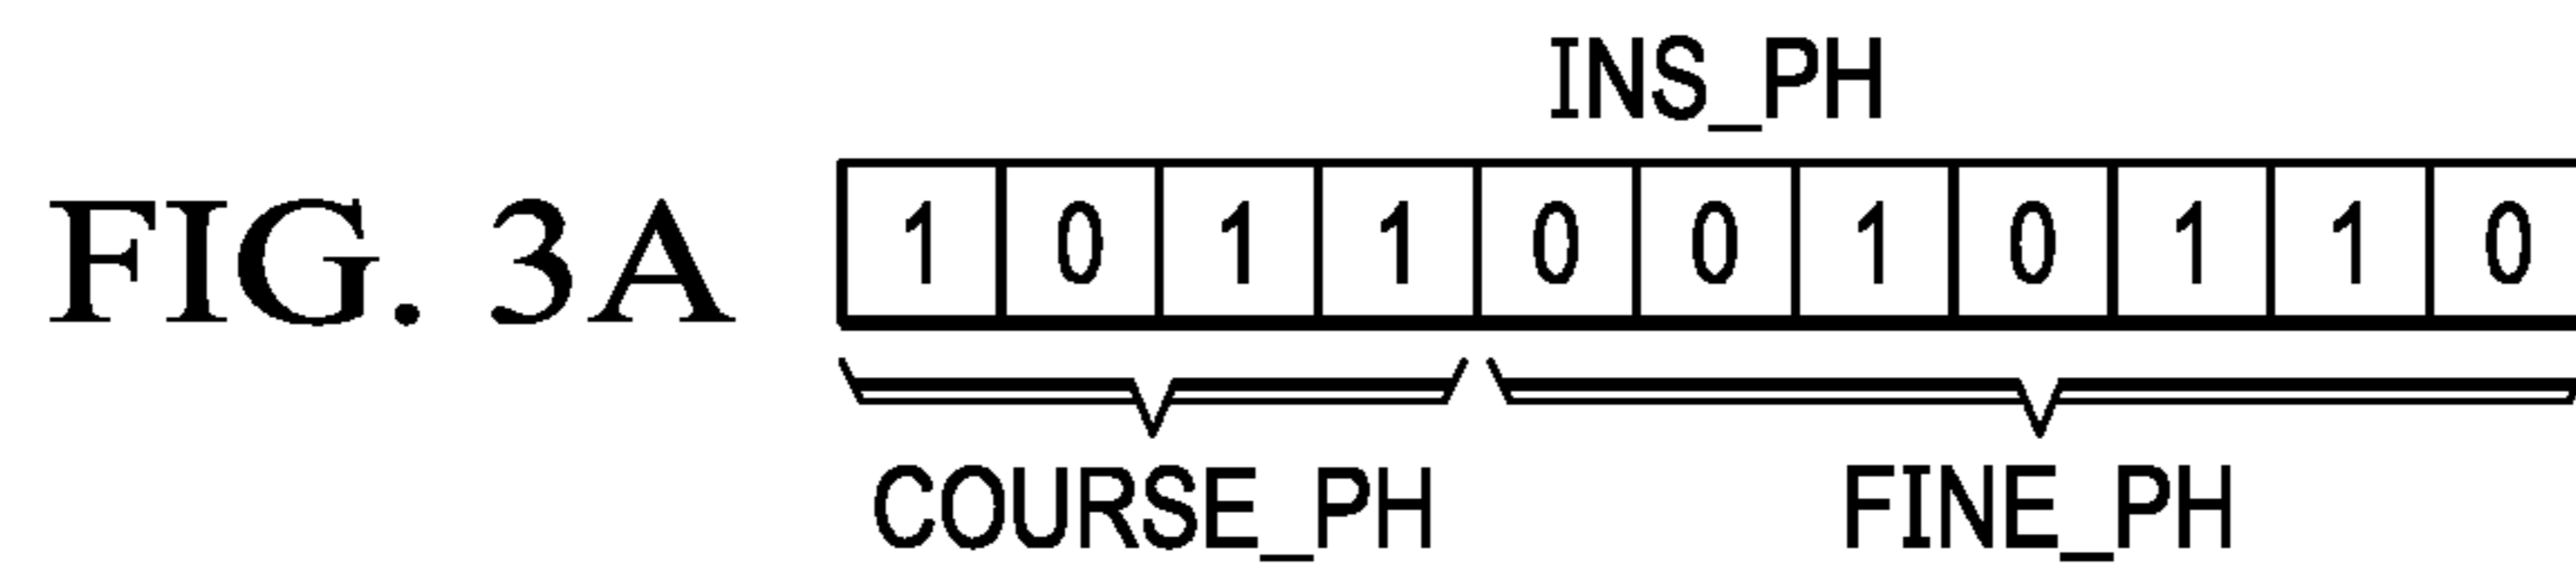 INS_PH
FIG. 3A 1 0 1 1 0 0 1 0 1 1 0
COURSE_PH FINE_PH